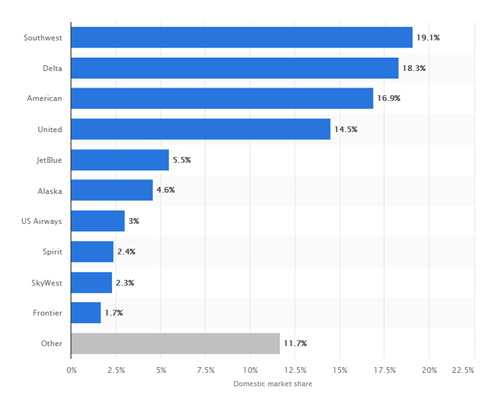 Southwest 19.1%
Delta 18.3%
American 16.9%
United 14.5%
JetBlue 5.5%
Alaska 4.6%
US Airways 3%
Spirit 2.4%
SkyWest 2.3%
Frontier 1.7%
Other 11.7%
0% 2.5% 5% 7.5% 10% 12.5% 15% 17.5% 20% 22.5%
Domestic market share